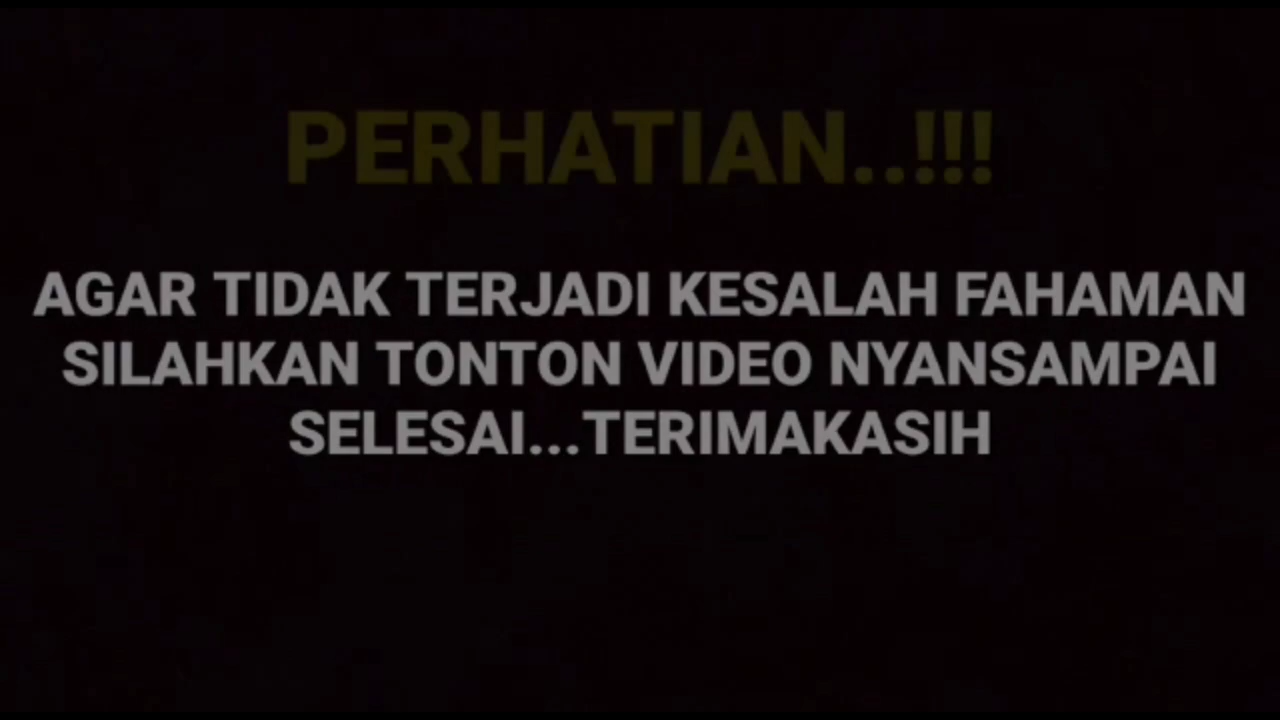 PERHATIAN..!!!
AGAR TIDAK TERJADI KESALAH FAHAMAN
SILAHKAN TONTON VIDEO NYANSAMPAI
SELESAI...TERIMAKASIH